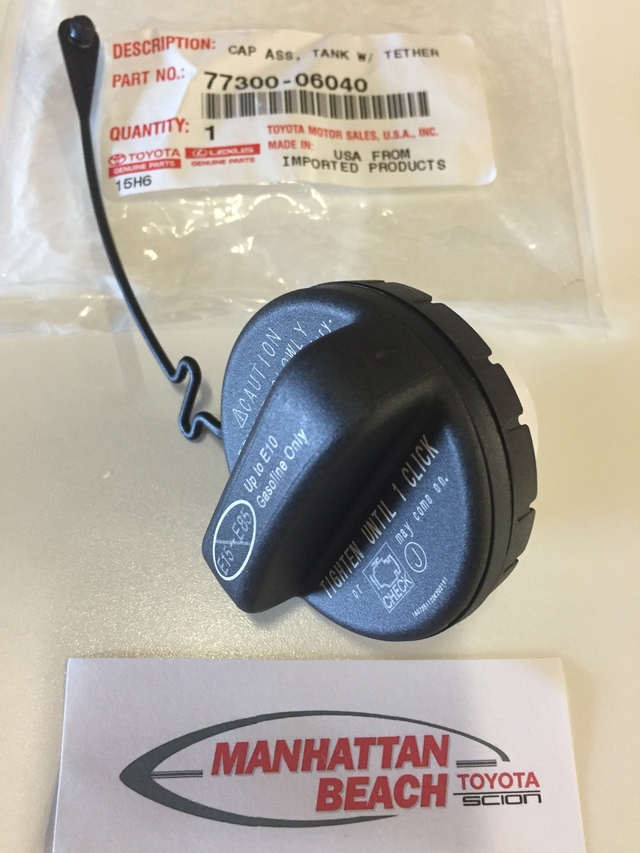 DESCRIPTION: CAP ASS, TANK W/ TETHER
PART NO.: 77300-06040
QUANTITY: 1
TOYOTA MOTOR SALES, U.S.A., INC.
MADE IN: USA FROM
IMPORTED PRODUCTS
TOYOTA
GENUINE PARTS
LEXUS
GENUINE PARTS
15H6
CAUTION
Up to E10
Gasoline Only
E15-E85
TIGHTEN UNTIL 1 CLICK
or CHECK may come on.
J
MANHATTAN
BEACH
TOYOTA
SCION